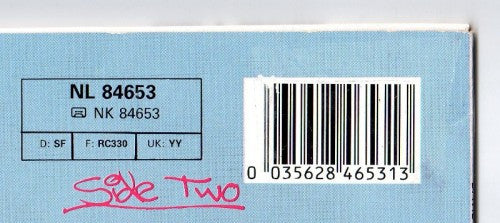 NL 84653
NK 84653
D: SF F: RC330 UK: YY
0 035628 465313
Side Two